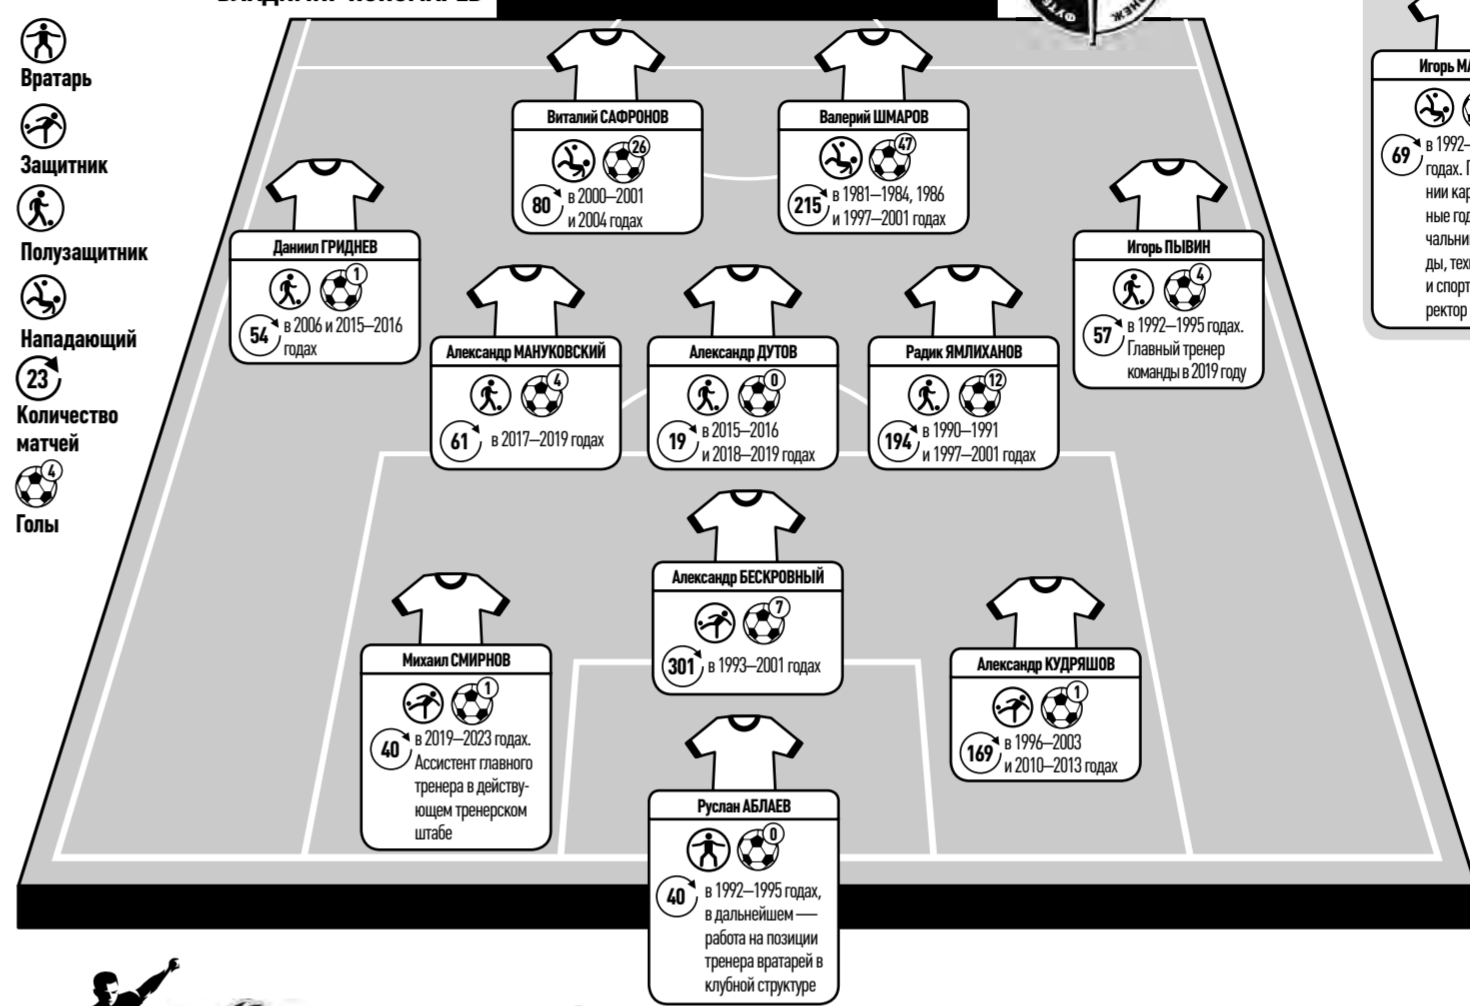 Вратарь
Защитник
Полузащитник
Нападающий
23
Количество
матчей
4
Голы
Виталий САФРОНОВ
26
80
в 2000–2001
и 2004 годах
Валерий ШМАРОВ
47
215
в 1981–1984, 1986
и 1997–2001 годах
Даниил ГРИДНЕВ
1
54
в 2006 и 2015–2016
годах
Игорь ПЫВИН
4
57
в 1992–1995 годах.
Главный тренер
команды в 2019 году
Александр МАНУКОВСКИЙ
4
61
в 2017–2019 годах
Александр ДУТОВ
0
19
в 2015–2016
и 2018–2019 годах
Радик ЯМЛИХАНОВ
12
194
в 1990–1991
и 1997–2001 годах
Александр БЕСКРОВНЫЙ
7
301
в 1993–2001 годах
Михаил СМИРНОВ
1
40
в 2019–2023 годах.
Ассистент главного
тренера в действу-
ющем тренерском
штабе
Александр КУДРЯШОВ
1
169
в 1996–2003
и 2010–2013 годах
Руслан АБЛАЕВ
0
40
в 1992–1995 годах,
в дальнейшем —
работа на позиции
тренера вратарей в
клубной структуре
Игорь
69
в 1992–
годах.
и спорт
ректор